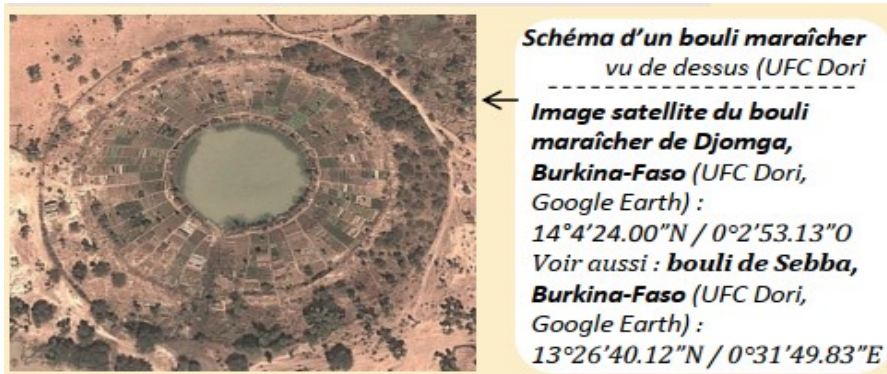 Schéma d’un bouli maraîcher
vu de dessus (UFC Dori
Image satellite du bouli
maraîcher de Djomga,
Burkina-Faso (UFC Dori,
Google Earth) :
14°4’24.00”N / 0°2’53.13”O
Voir aussi : bouli de Sebba,
Burkina-Faso (UFC Dori,
Google Earth) :
13°26’40.12”N / 0°31’49.83”E